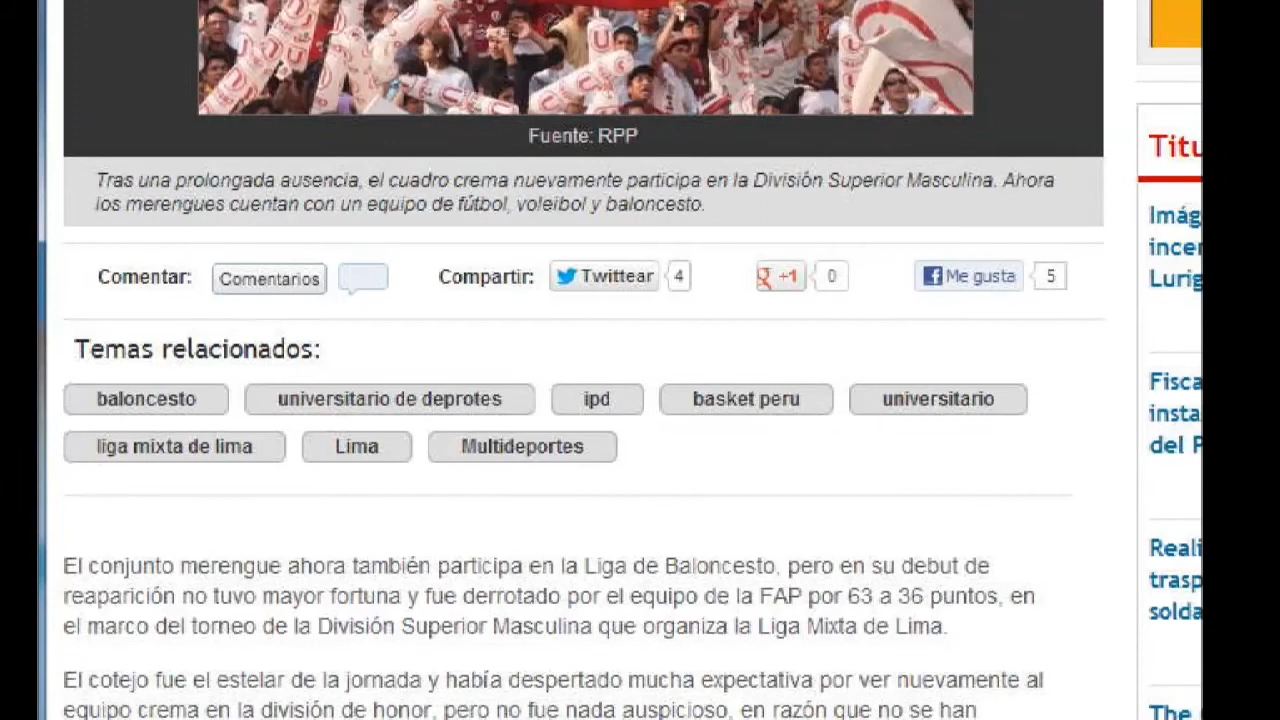 Fuente: RPP
Tras una prolongada ausencia, el cuadro crema nuevamente participa en la División Superior Masculina. Ahora
los merengues cuentan con un equipo de fútbol, voleibol y baloncesto.
Comentar: Comentarios Compartir: Twittear 4 +1 0 Me gusta 5
Temas relacionados:
baloncesto universitario de deprotes ipd basket peru universitario
liga mixta de lima Lima Multideportes
El conjunto merengue ahora también participa en la Liga de Baloncesto, pero en su debut de
reaparición no tuvo mayor fortuna y fue derrotado por el equipo de la FAP por 63 a 36 puntos, en
el marco del torneo de la División Superior Masculina que organiza la Liga Mixta de Lima.
El cotejo fue el estelar de la jornada y había despertado mucha expectativa por ver nuevamente al
equipo crema en la división de honor, pero no fue nada auspicioso, en razón que no se han
Titu
Imág
incer
Lurig
Fisca
insta
del P
Reali
trasp
solda
The